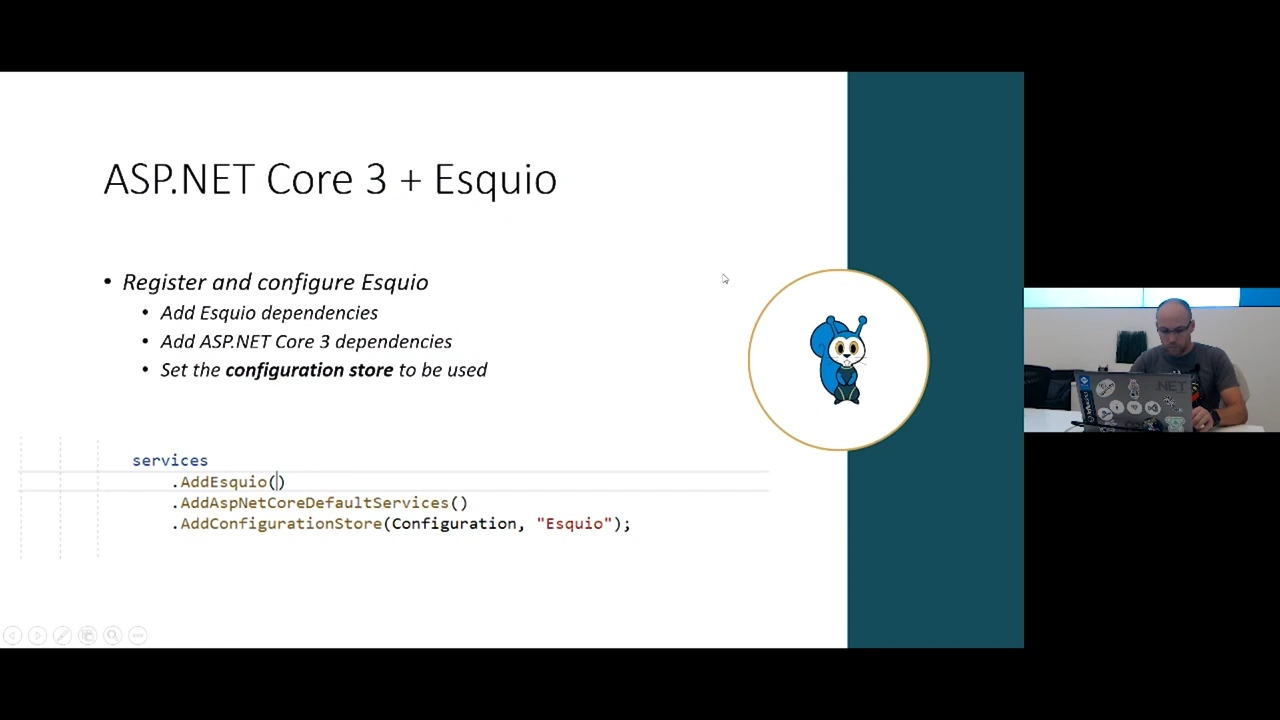 ASP.NET Core 3 + Esquio
• Register and configure Esquio
• Add Esquio dependencies
• Add ASP.NET Core 3 dependencies
• Set the configuration store to be used
services
.AddEsquio()
.AddAspNetCoreDefaultServices()
.AddConfigurationStore(Configuration, "Esquio");
.NET